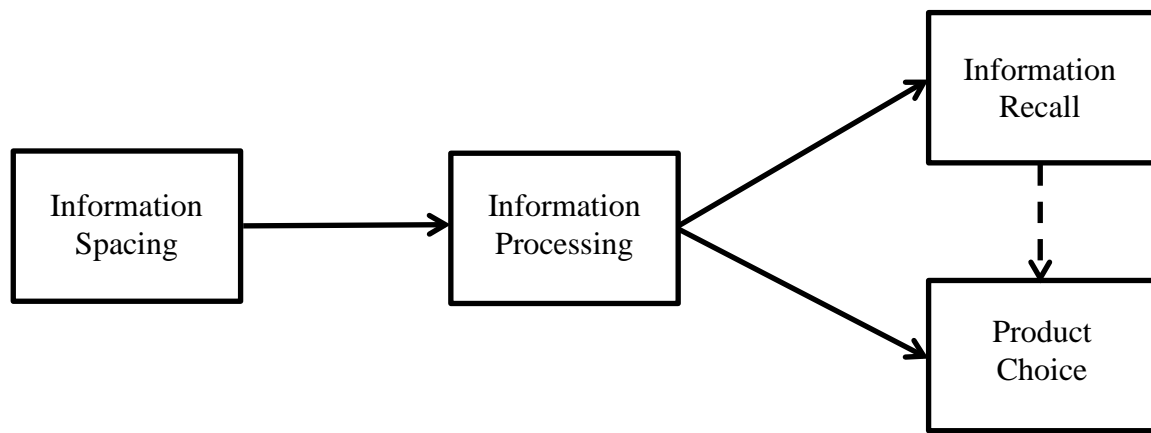 Information
Spacing
Information
Processing
Information
Recall
Product
Choice